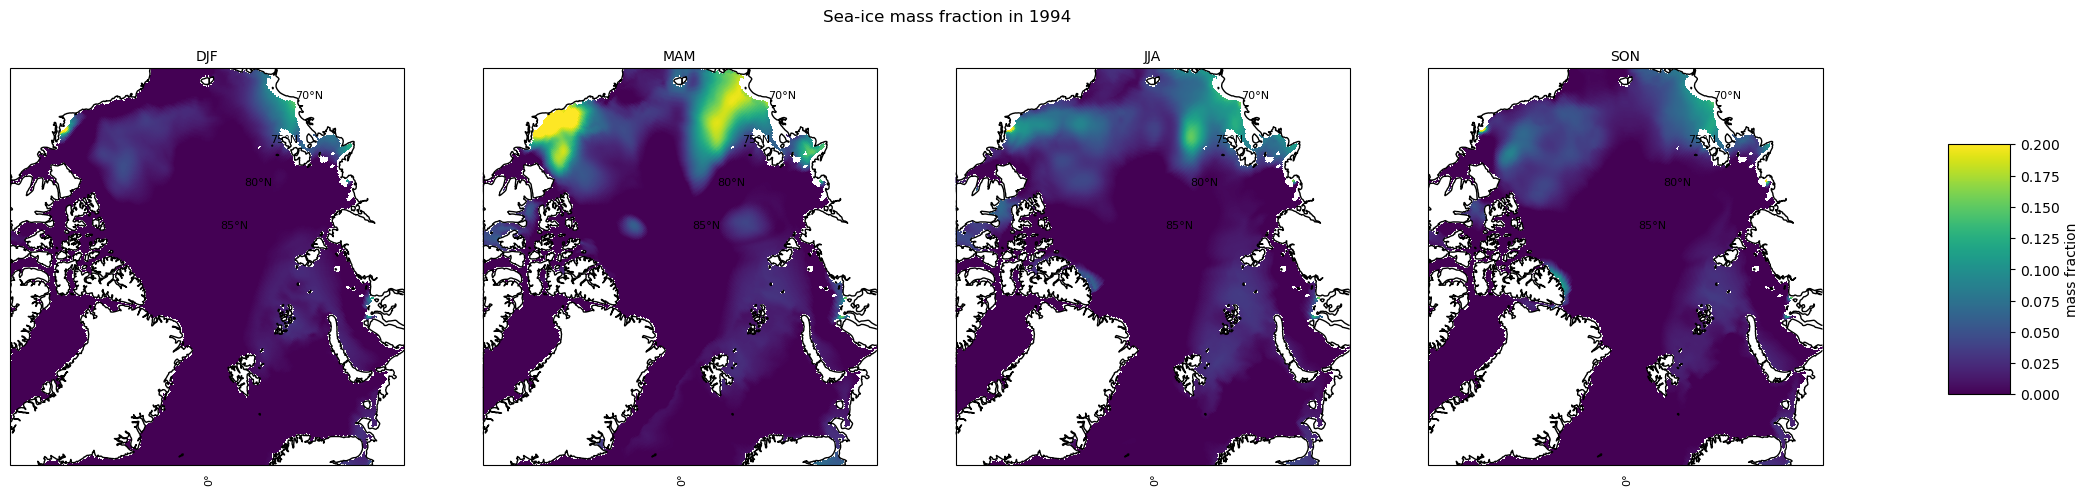 Sea-ice mass fraction in 1994
DJF
MAM
JJA
SON
70°N
75°N
80°N
85°N
0°
70°N
75°N
80°N
85°N
0°
70°N
75°N
80°N
85°N
0°
70°N
75°N
80°N
85°N
0°
0.200
0.175
0.150
0.125
0.100
0.075
0.050
0.025
0.000
mass fraction